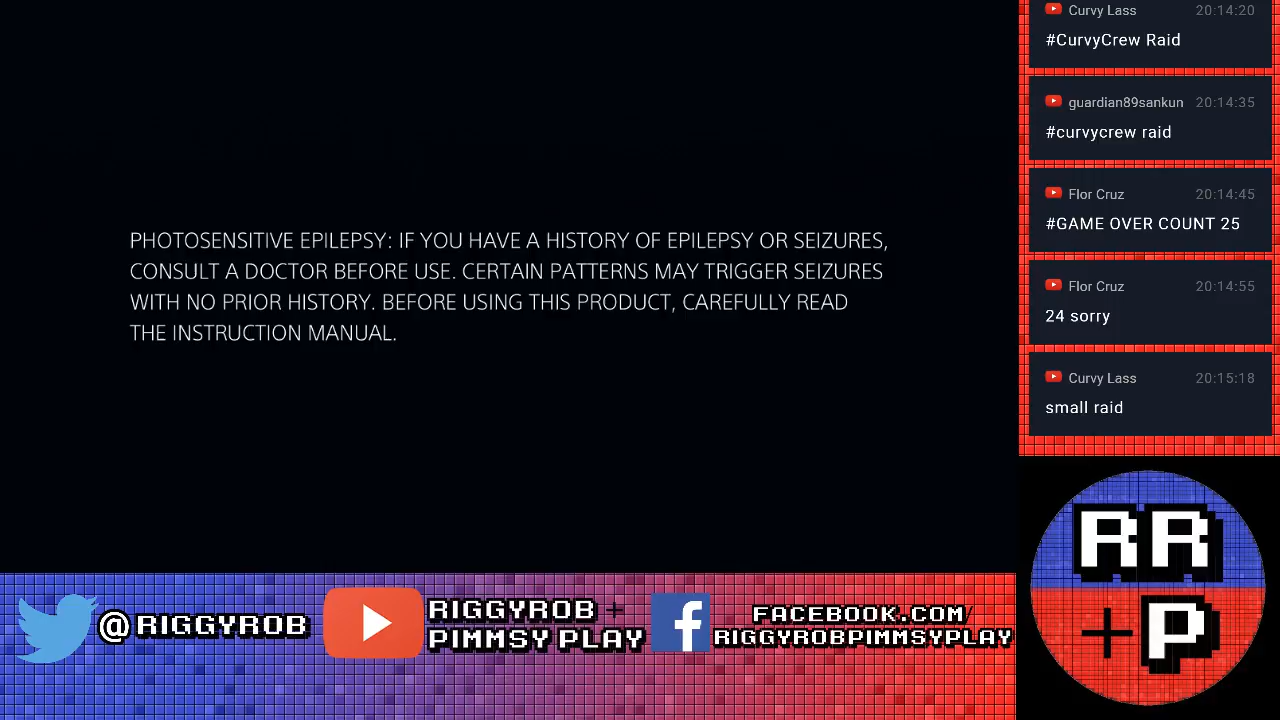 PHOTOSENSITIVE EPILEPSY: IF YOU HAVE A HISTORY OF EPILEPSY OR SEIZURES,
CONSULT A DOCTOR BEFORE USE. CERTAIN PATTERNS MAY TRIGGER SEIZURES
WITH NO PRIOR HISTORY. BEFORE USING THIS PRODUCT, CAREFULLY READ
THE INSTRUCTION MANUAL.
Curvy Lass 20:14:20
#CurvyCrew Raid
guardian89sankun 20:14:35
#curvycrew raid
Flor Cruz 20:14:45
#GAME OVER COUNT 25
Flor Cruz 20:14:55
24 sorry
Curvy Lass 20:15:18
small raid
@RIGGYROB
RIGGYROB +
PIMMSY PLAY
FACEBOOK.COM/
RIGGYROBPIMMSYPLAY
RR
+P